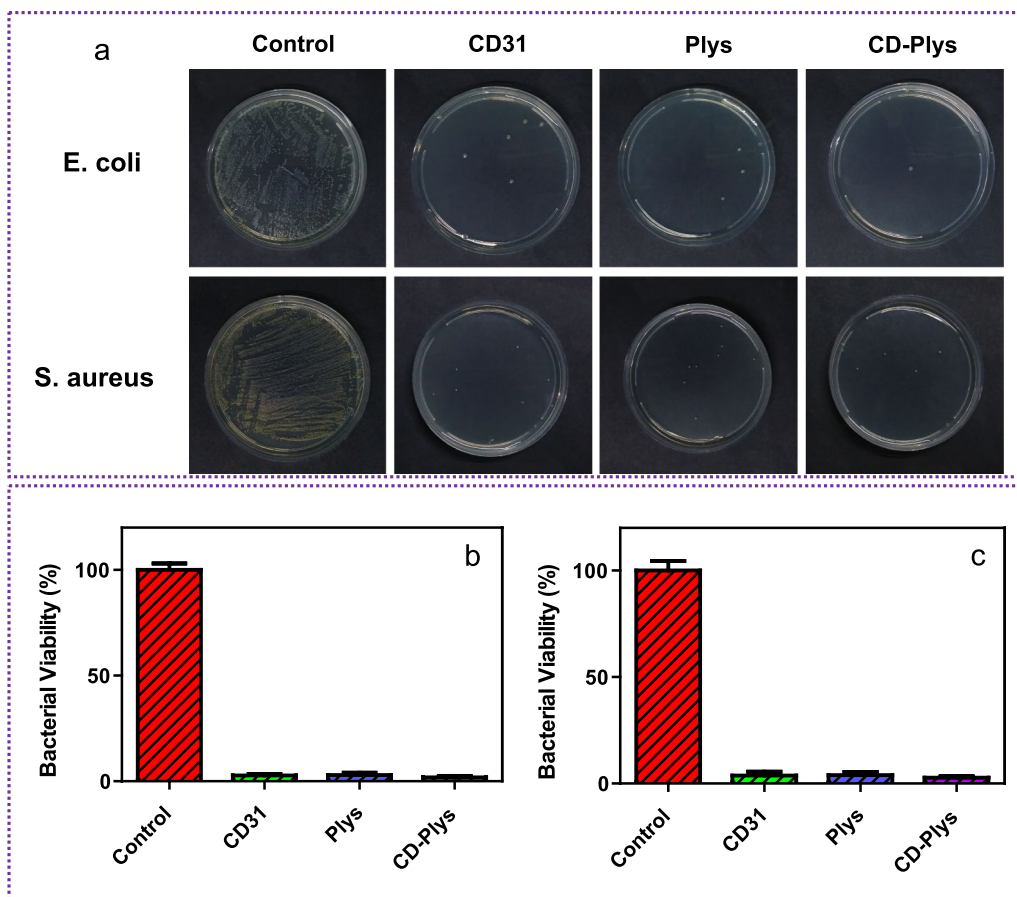 a
Control CD31 Plys CD-Plys
E. coli
S. aureus
b
Bacterial Viability (%)
100
50
0
Control CD31 Plys CD-Plys
c
Bacterial Viability (%)
100
50
0
Control CD31 Plys CD-Plys